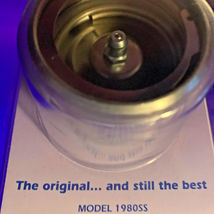 The original... and still the best
MODEL 1980SS